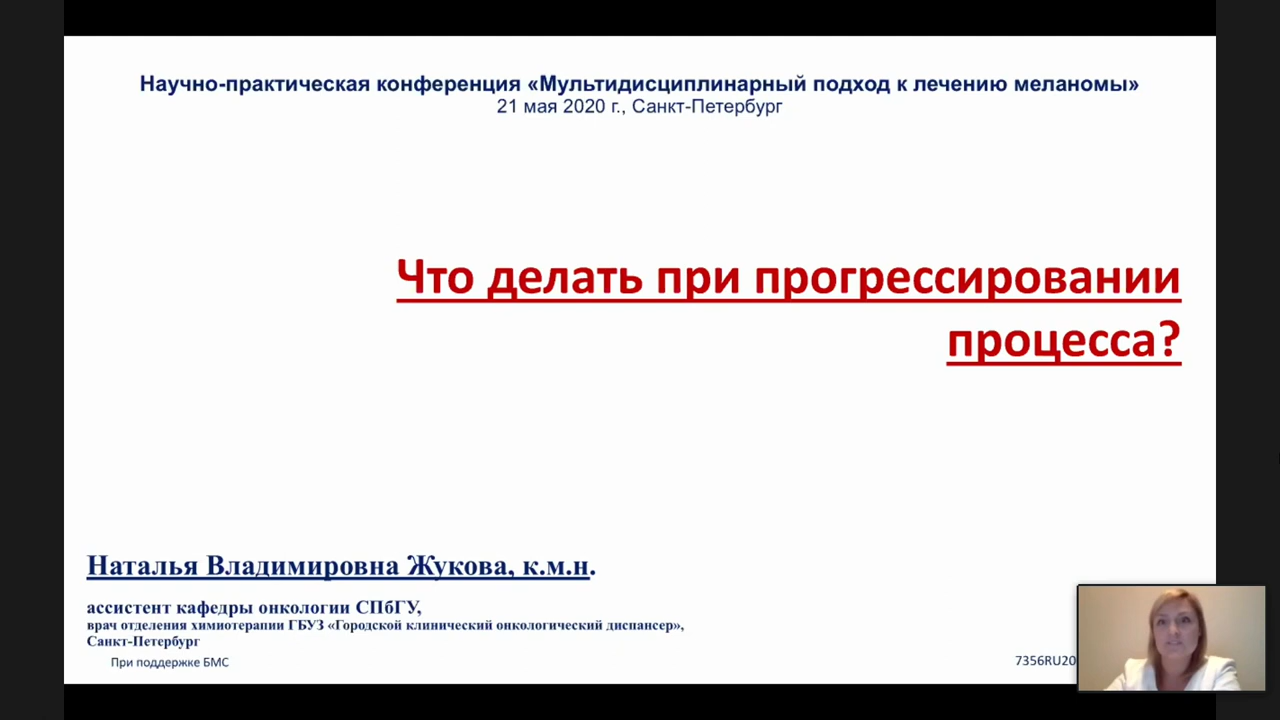 Научно-практическая конференция «Мультидисциплинарный подход к лечению меланомы»
21 мая 2020 г., Санкт-Петербург
Что делать при прогрессировании
процесса?
Наталья Владимировна Жукова, к.м.н.
ассистент кафедры онкологии СПбГУ,
врач отделения химиотерапии ГБУЗ «Городской клинический онкологический диспансер»,
Санкт-Петербург
При поддержке БМС
7356RU20